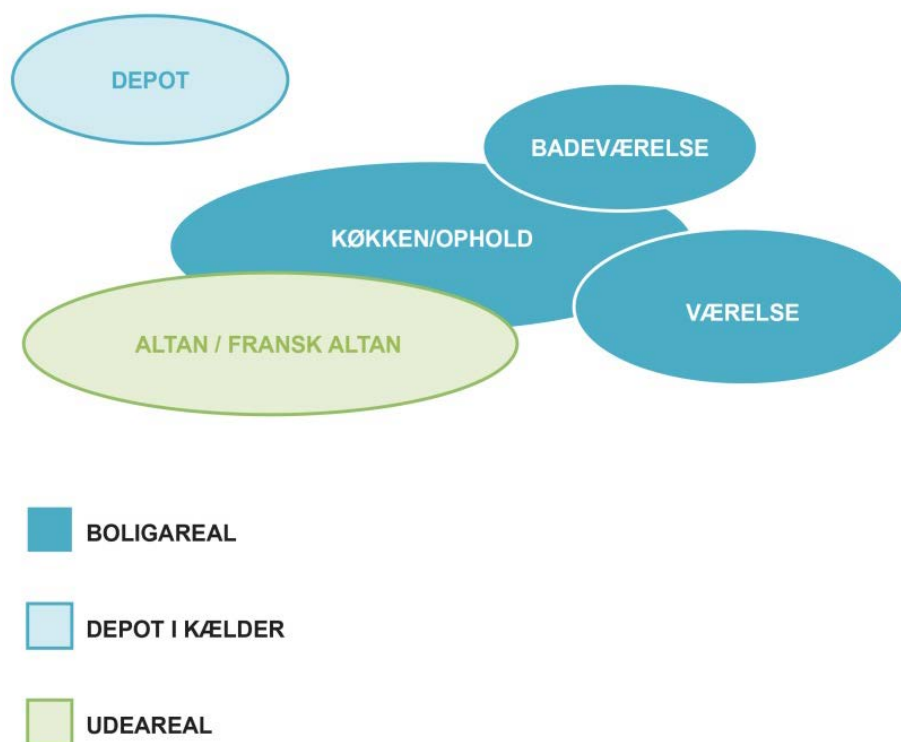 DEPOT
BADEVÆRELSE
KØKKEN/OPHOLD
VÆRELSE
ALTAN / FRANSK ALTAN
BOLIGAREAL
DEPOT I KÆLDER
UDEAREAL